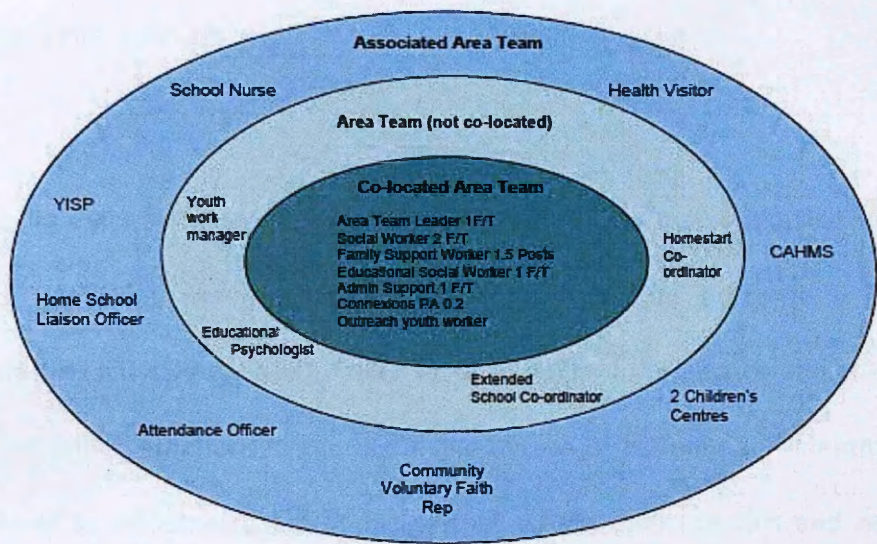 Associated Area Team
School Nurse
Health Visitor
Area Team (not co-located)
Co-located Area Team
YISP
Youth
work
manager
Area Team Leader 1F/T
Social Worker 2 F/T
Family Support Worker 1.5 Posts
Educational Social Worker 1 F/T
Admin Support 1 F/T
Connexions PA 0.2
Outreach youth worker
Homestart
Co-
ordinator
CAHMS
Home School
Liaison Officer
Educational
Psychologist
Extended
School Co-ordinator
2 Children's
Centres
Attendance Officer
Community
Voluntary Faith
Rep